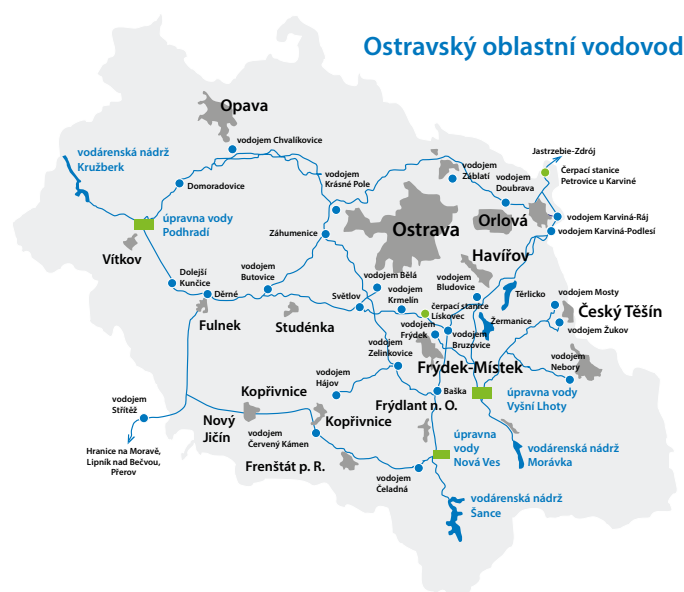 Ostravský oblastní vodovod
Opava
vodojem Chvalíkovice
vodárenská nádrž
Kružberk
Jastrzebie-Zdrój
Čerpací stanice
Petrovice u Karviné
vodojem
Krásné Pole
vodojem
Záblatí
vodojem
Doubrava
Domoradovice
úpravna vody
Podhradí
Vítkov
Záhumenice
Ostrava
Orlová
vodojem Karviná-Ráj
vodojem Karviná-Podlesí
Havířov
Dolejší
Kunčice
Děrné
vodojem
Butovice
vodojem Bělá
vodojem
Krmelín
Světlov
vodojem
Bludovice
Těrlicko
vodojem Mosty
Fulnek
Studénka
čerpací stanice
Lískovec
Žermanice
Český Těšín
vodojem Žukov
vodojem
Frýdek
vodojem
Bruzovice
vodojem
Zelinkovice
Frýdek-Místek
vodojem
Nebory
vodojem
Hájov
Baška
úpravna vody
Vyšní Lhoty
vodojem
Střítěž
Kopřivnice
Kopřivnice
Frýdlant n. O.
Nový
Jičín
vodojem
Červený Kámen
Hranice na Moravě,
Lipník nad Bečvou,
Přerov
Frenštát p. R.
úpravna
vody
Nová Ves
vodárenská nádrž
Morávka
vodojem
Čeladná
vodárenská nádrž
Šance